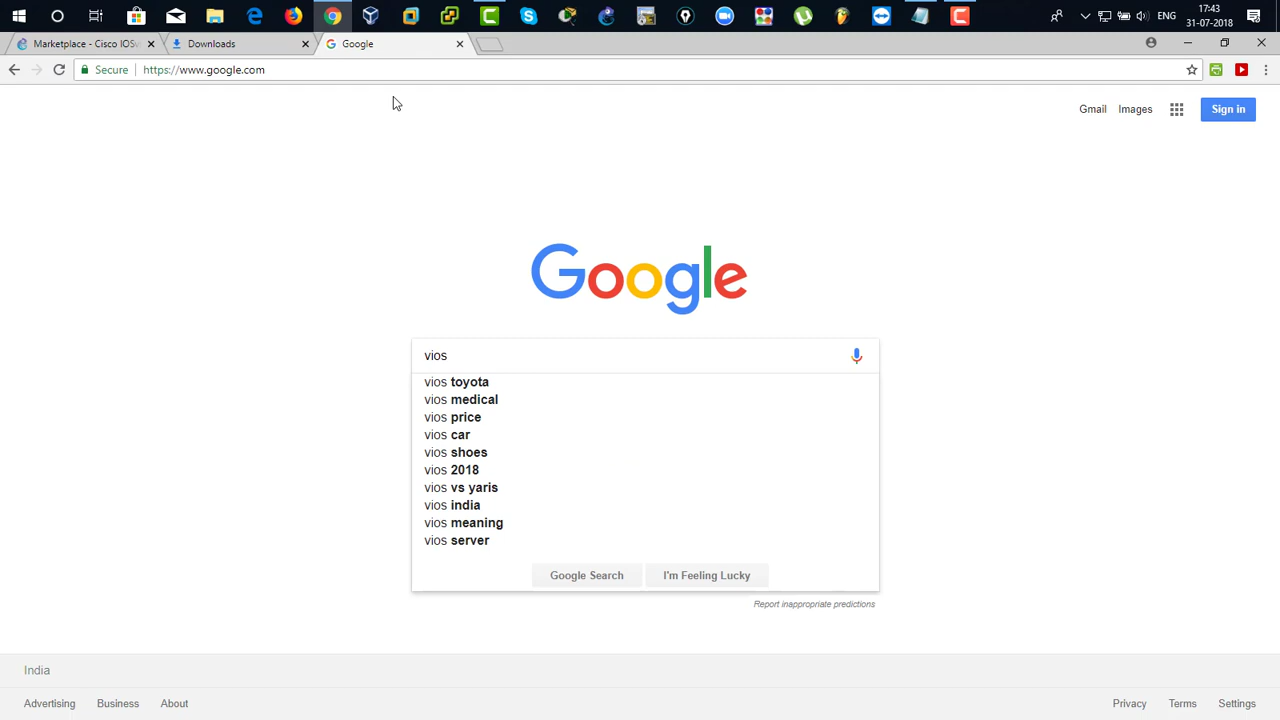 17:43
ENG
31-07-2018
Marketplace - Cisco IOSv
Downloads
Google
Secure
https://www.google.com
Gmail Images Sign in
Google
vios
vios toyota
vios medical
vios price
vios car
vios shoes
vios 2018
vios vs yaris
vios india
vios meaning
vios server
Google Search I'm Feeling Lucky
Report inappropriate predictions
India
Advertising Business About Privacy Terms Settings